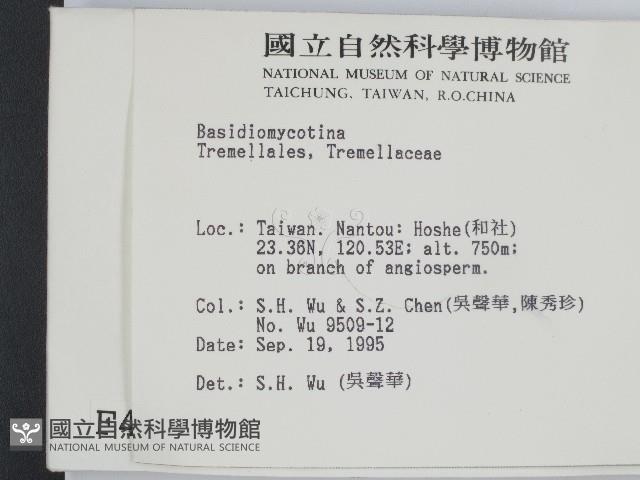 國立自然科學博物館
NATIONAL MUSEUM OF NATURAL SCIENCE
TAICHUNG, TAIWAN, R.O.CHINA
Basidiomycotina
Tremellales, Tremellaceae
Loc.: Taiwan. Nantou: Hoshe(和社)
23.36N, 120.53E; alt. 750m;
on branch of angiosperm.
Col.: S.H. Wu & S.Z. Chen(吳聲華,陳秀珍)
No. Wu 9509-12
Date: Sep. 19, 1995
Det.: S.H. Wu (吳聲華)
國立自然科學博物館
NATIONAL MUSEUM OF NATURAL SCIENCE